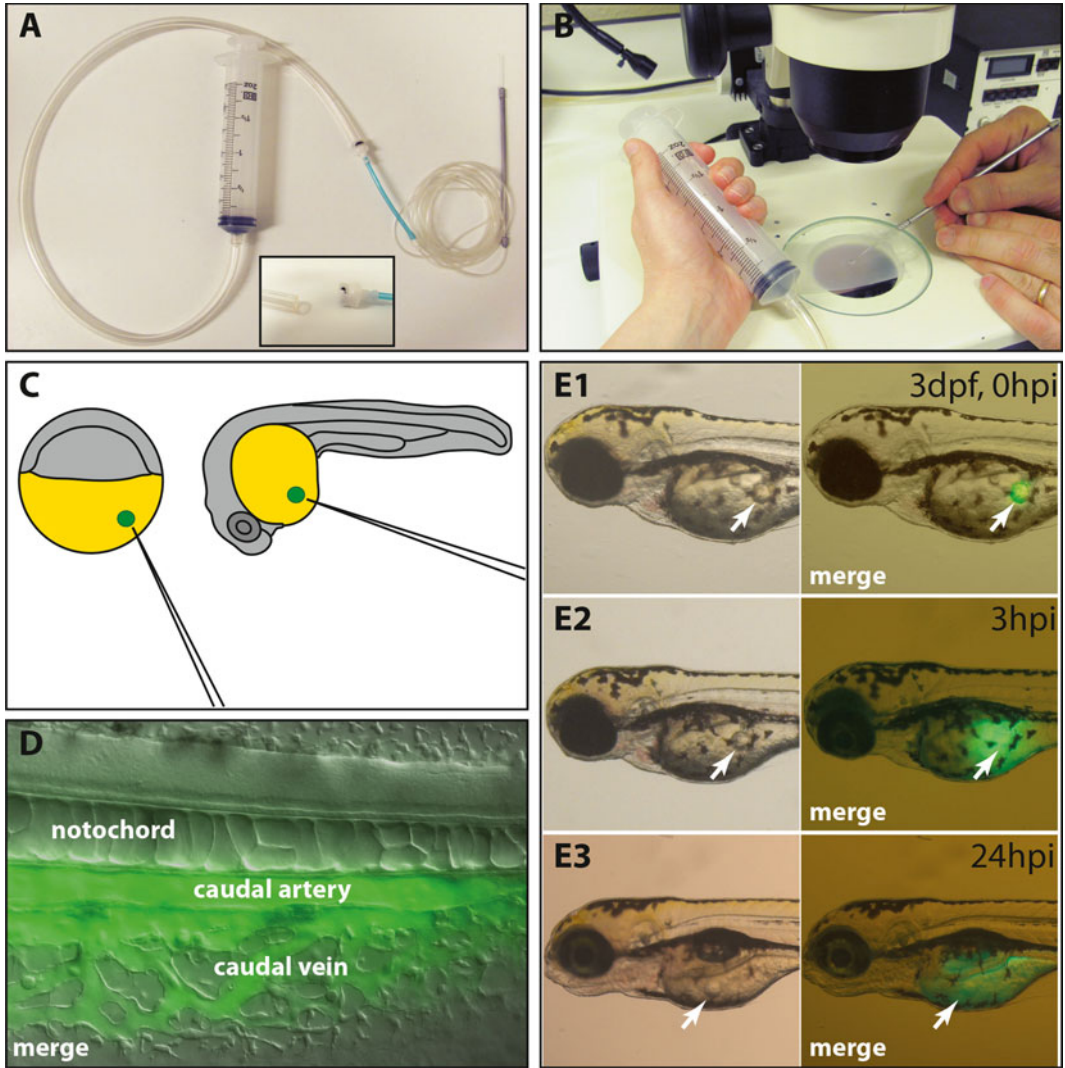 A
B
C
D
notochord
caudal artery
caudal vein
merge
E1
3dpf, 0hpi
merge
E2
3hpi
merge
E3
24hpi
merge